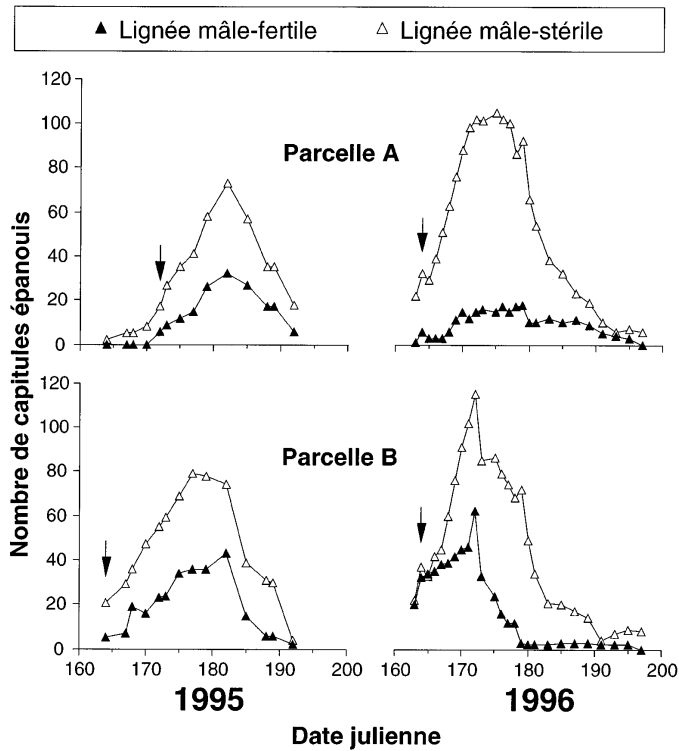 ▲ Lignée mâle-fertile △ Lignée mâle-stérile
Nombre de capitules épanouis
120
100
80
60
40
20
0
Parcelle A
120
100
80
60
40
20
0
Parcelle B
160 170 180 190 200
160 170 180 190 200
1995 1996
Date julienne